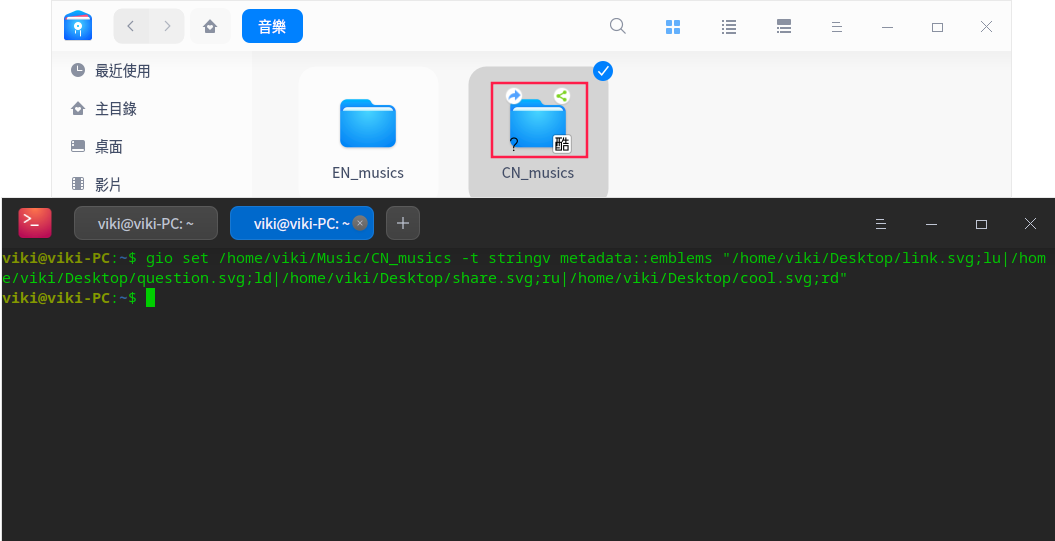 音樂
最近使用
主目錄
桌面
影片
?
酷
EN_musics
CN_musics
>_
viki@viki-PC: ~
viki@viki-PC: ~
viki@viki-PC:~$ gio set /home/viki/Music/CN_musics -t stringv metadata::emblems "/home/viki/Desktop/link.svg;lu|/hom
e/viki/Desktop/question.svg;ld|/home/viki/Desktop/share.svg;ru|/home/viki/Desktop/cool.svg;rd"
viki@viki-PC:~$